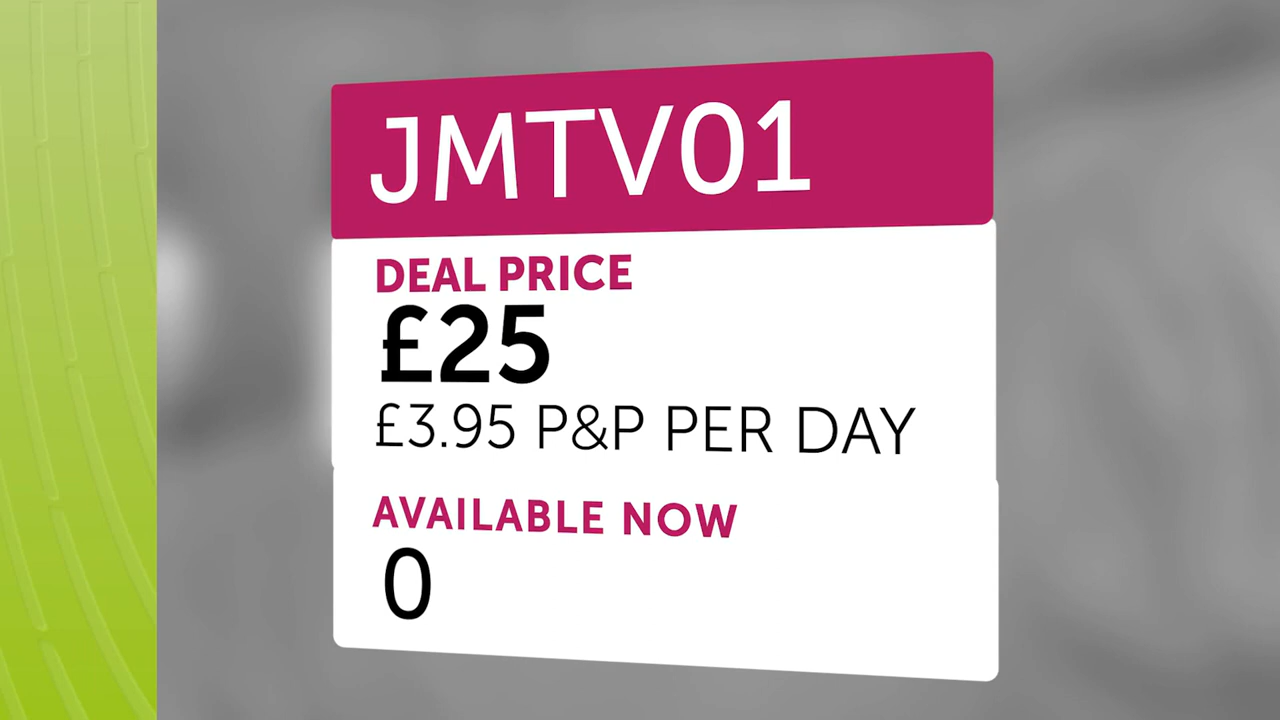 JMTV01
DEAL PRICE
£25
£3.95 P&P PER DAY
AVAILABLE NOW
0